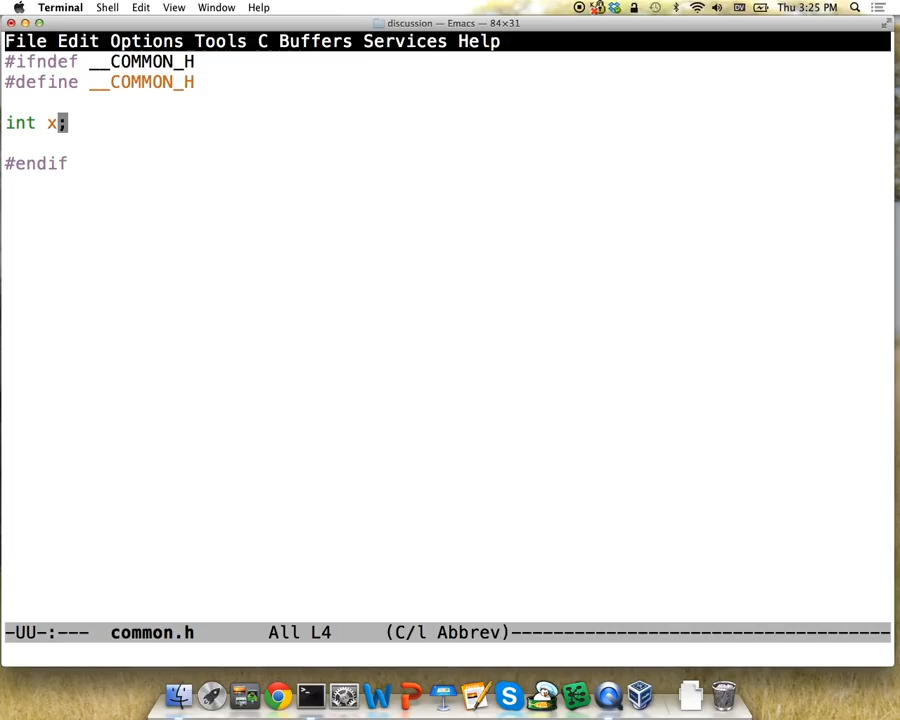 Terminal Shell Edit View Window Help Thu 3:25 PM
discussion — Emacs — 84×31
File Edit Options Tools C Buffers Services Help
#ifndef __COMMON_H
#define __COMMON_H
int x;
#endif
-UU-:--- common.h All L4 (C/l Abbrev)------------------------------------